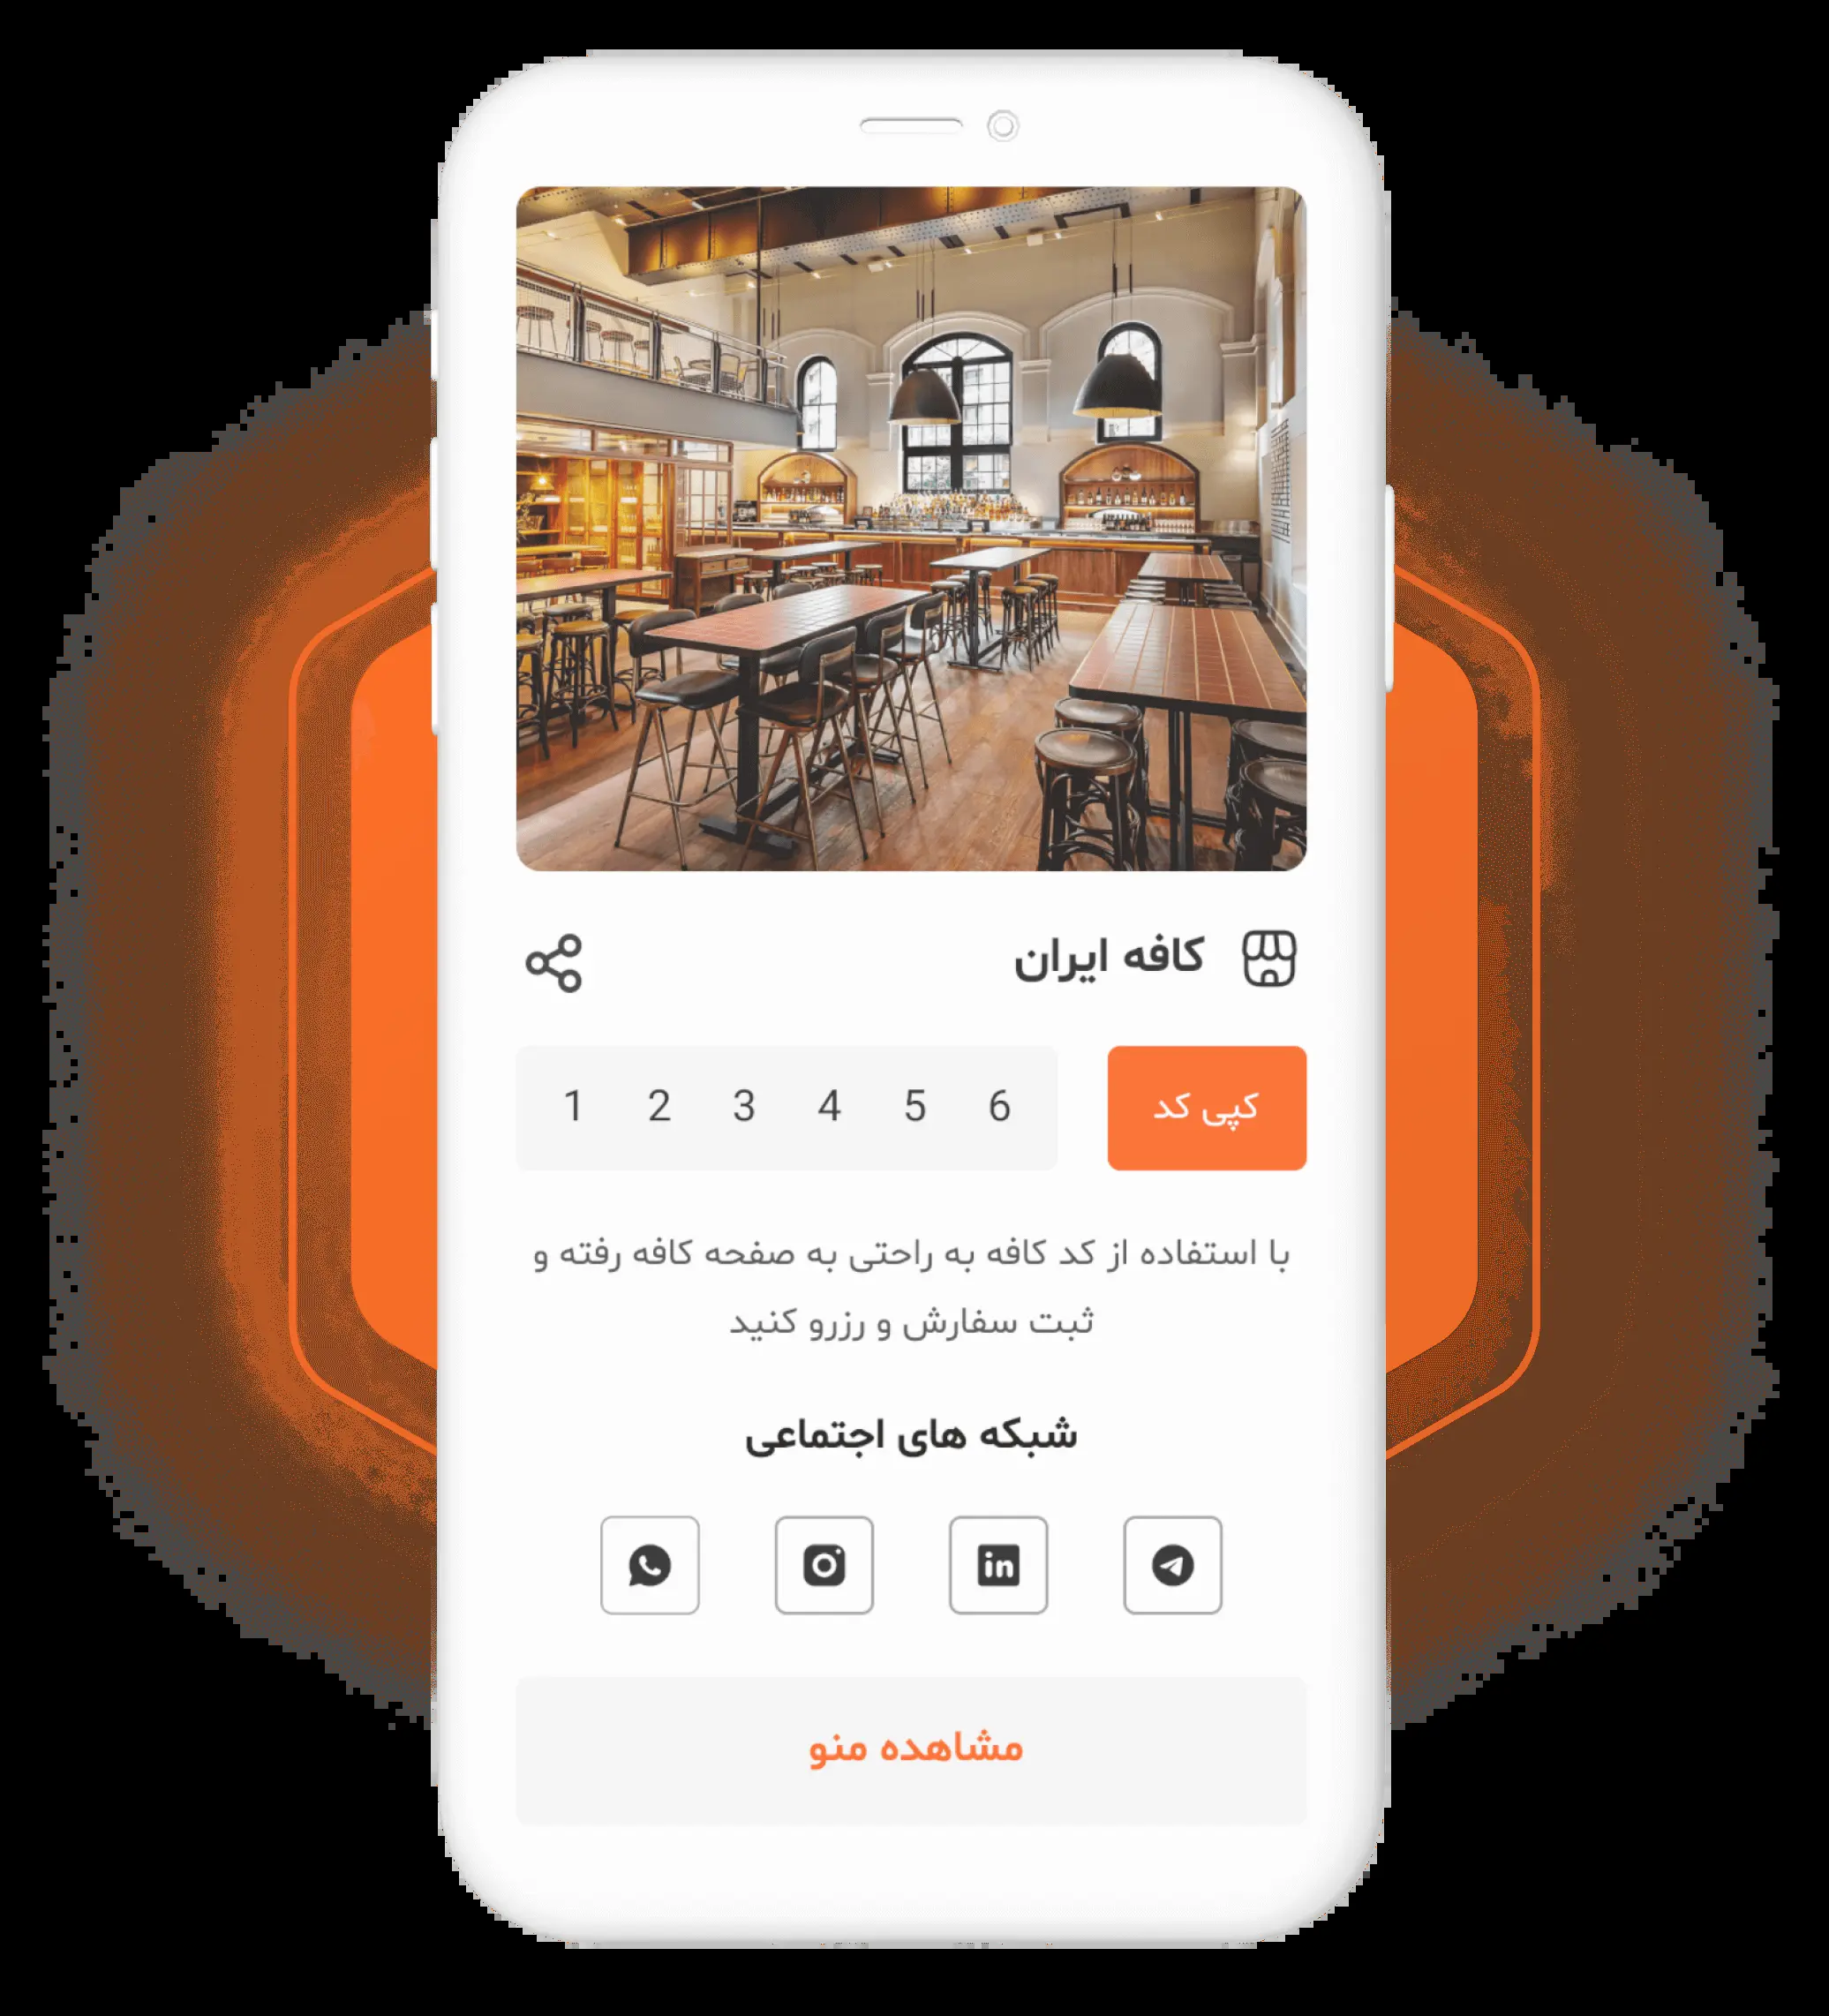 کافه ایران
کپی کد
1 2 3 4 5 6
با استفاده از کد کافه به راحتی به صفحه کافه رفته و
ثبت سفارش و رزرو کنید
شبکه های اجتماعی
in
مشاهده منو